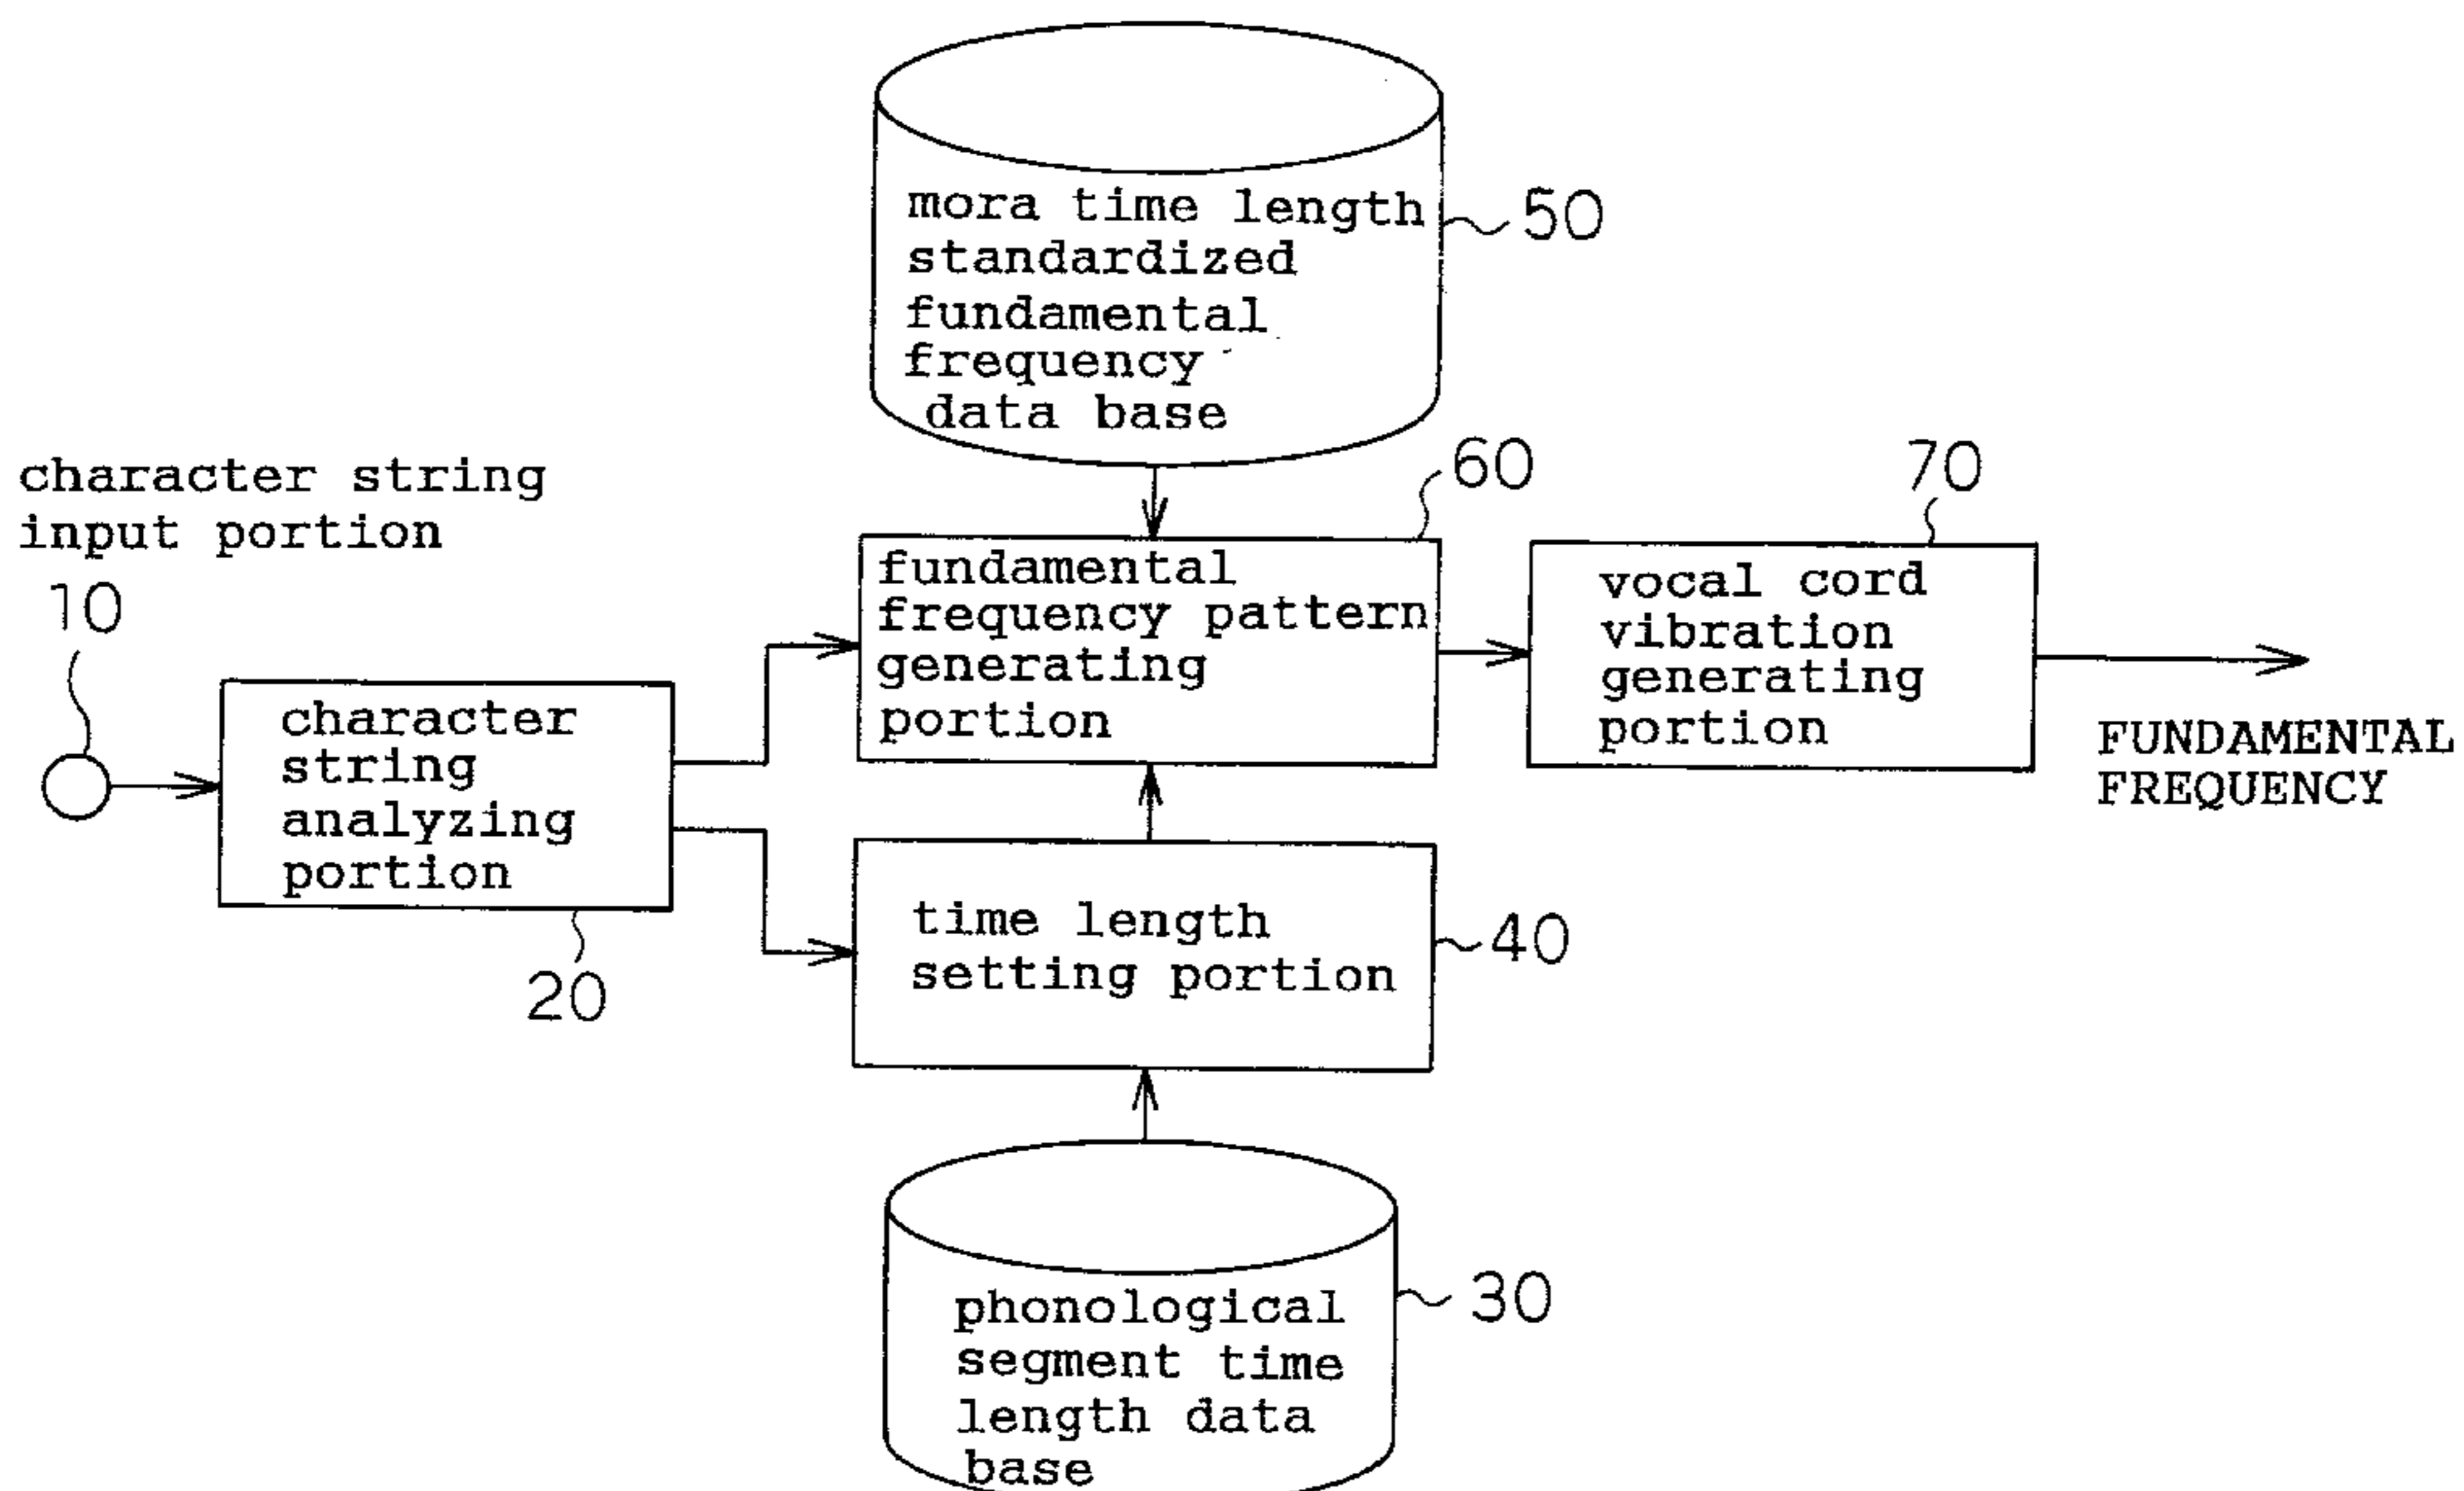 mora time length
standardized
fundamental
frequency
data base
50
character string
input portion
10
60
70
fundamental
frequency pattern
generating
portion
vocal cord
vibration
generating
portion
character
string
analyzing
portion
20
FUNDAMENTAL
FREQUENCY
time length
setting portion
40
phonological
segment time
length data
base
30